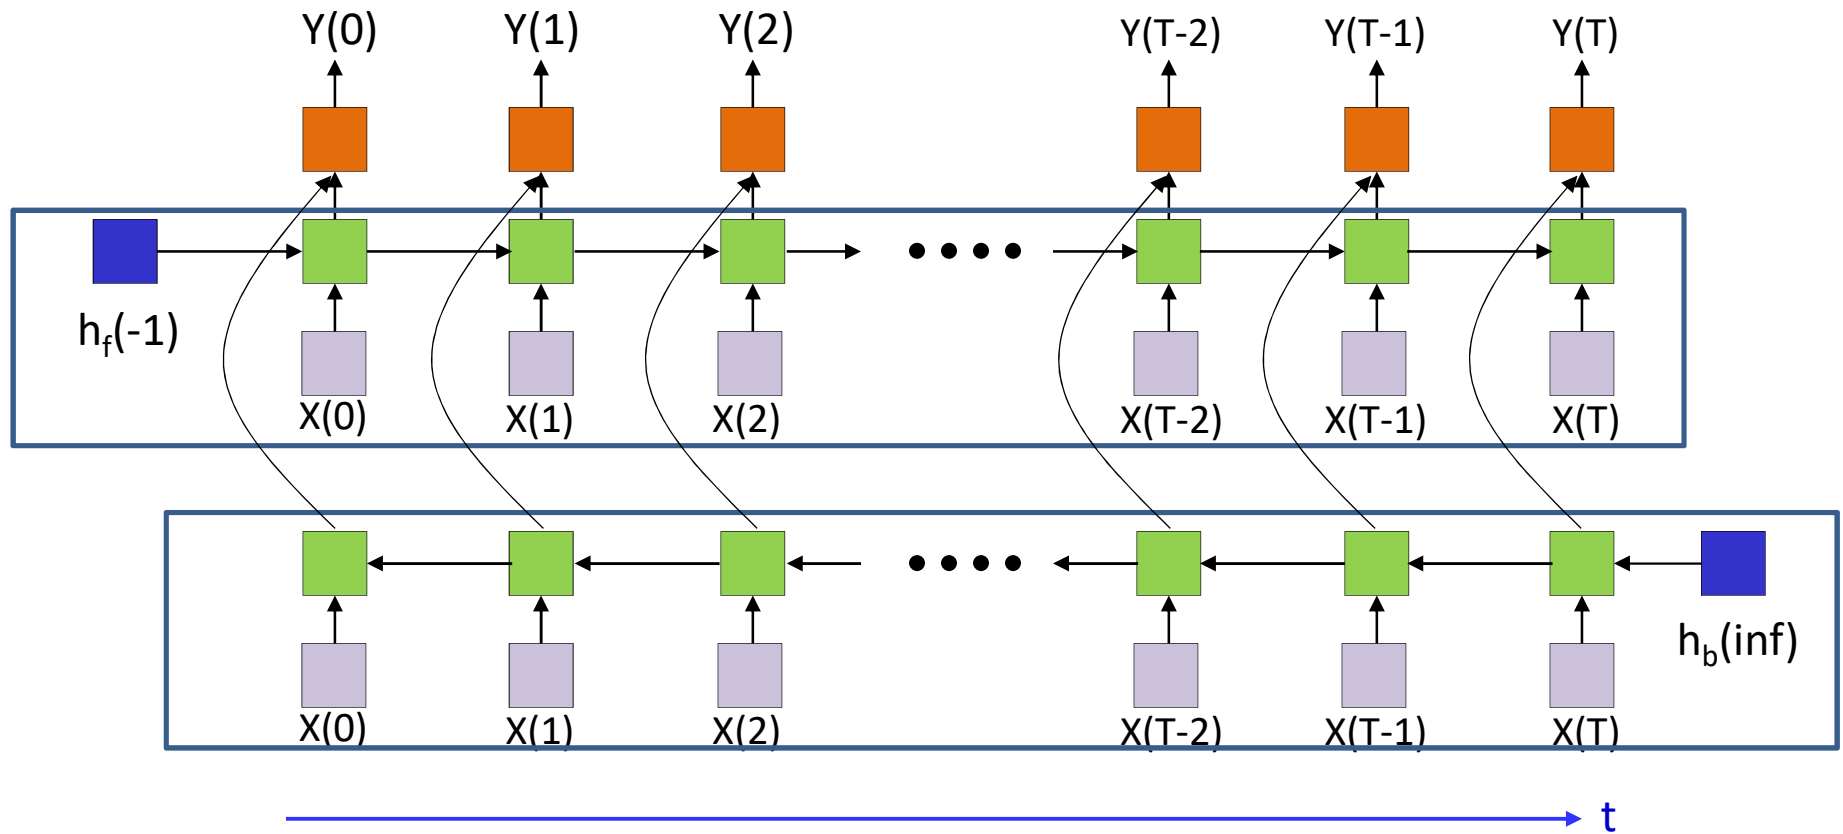 Y(0) Y(1) Y(2) Y(T-2) Y(T-1) Y(T)
hf(-1)
X(0) X(1) X(2) X(T-2) X(T-1) X(T)
hb(inf)
X(0) X(1) X(2) X(T-2) X(T-1) X(T)
t